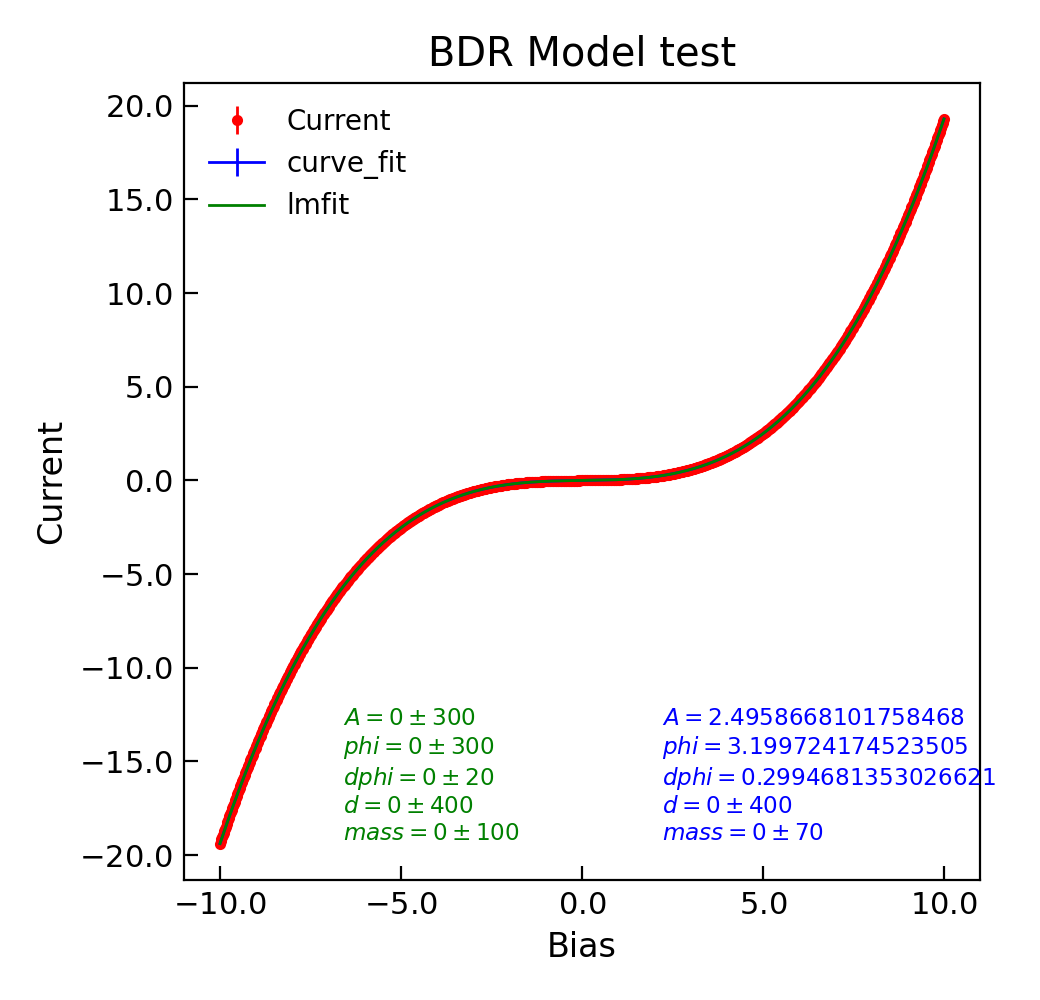 BDR Model test
20.0
15.0
10.0
5.0
0.0
−5.0
−10.0
−15.0
−20.0
Current
Current
curve_fit
lmfit
A = 0 ± 300
phi = 0 ± 300
dphi = 0 ± 20
d = 0 ± 400
mass = 0 ± 100
A = 2.4958668101758468
phi = 3.199724174523505
dphi = 0.2994681353026621
d = 0 ± 400
mass = 0 ± 70
−10.0 −5.0 0.0 5.0 10.0
Bias